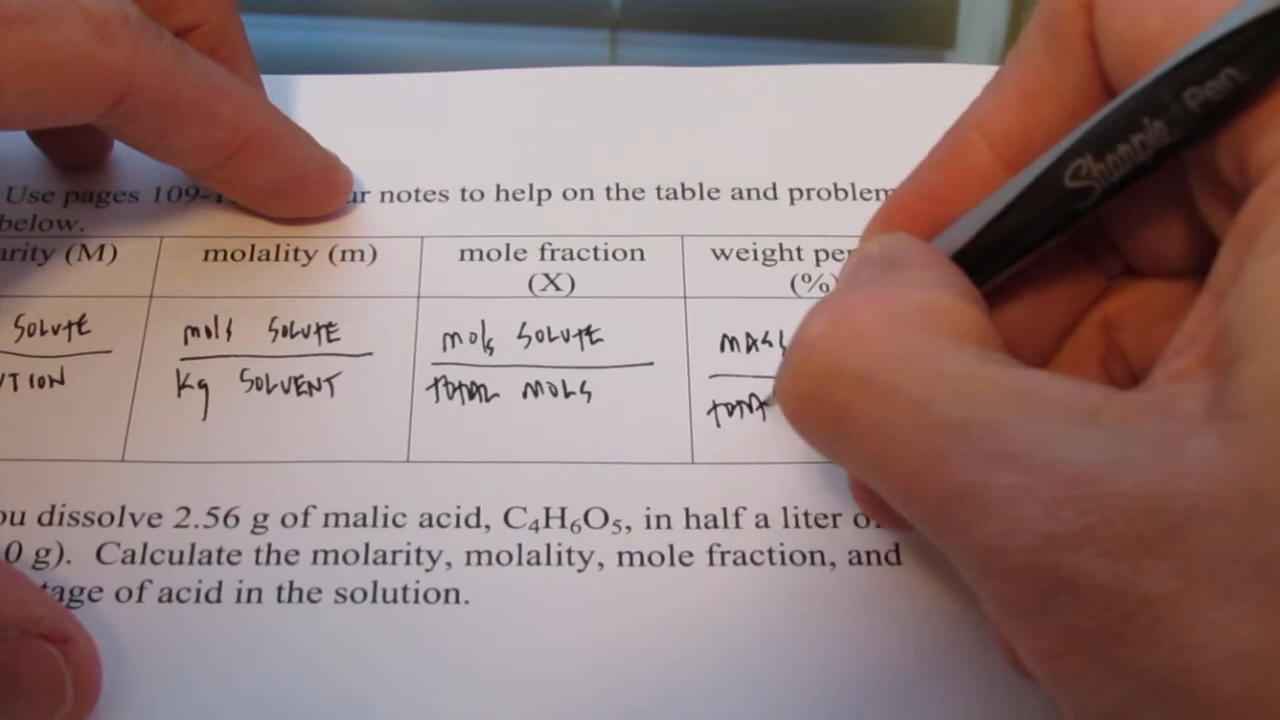 Use pages 109-1 ur notes to help on the table and problem
below.
arity (M) molality (m) mole fraction weight per
(X) (%)
SOLUTE mols SOLUTE mols SOLUTE MASS
UTION Kg SOLVENT TOTAL MOLS TOTA
ou dissolve 2.56 g of malic acid, C₄H₆O₅, in half a liter o
0 g). Calculate the molarity, molality, mole fraction, and
tage of acid in the solution.
Sharpie Pen